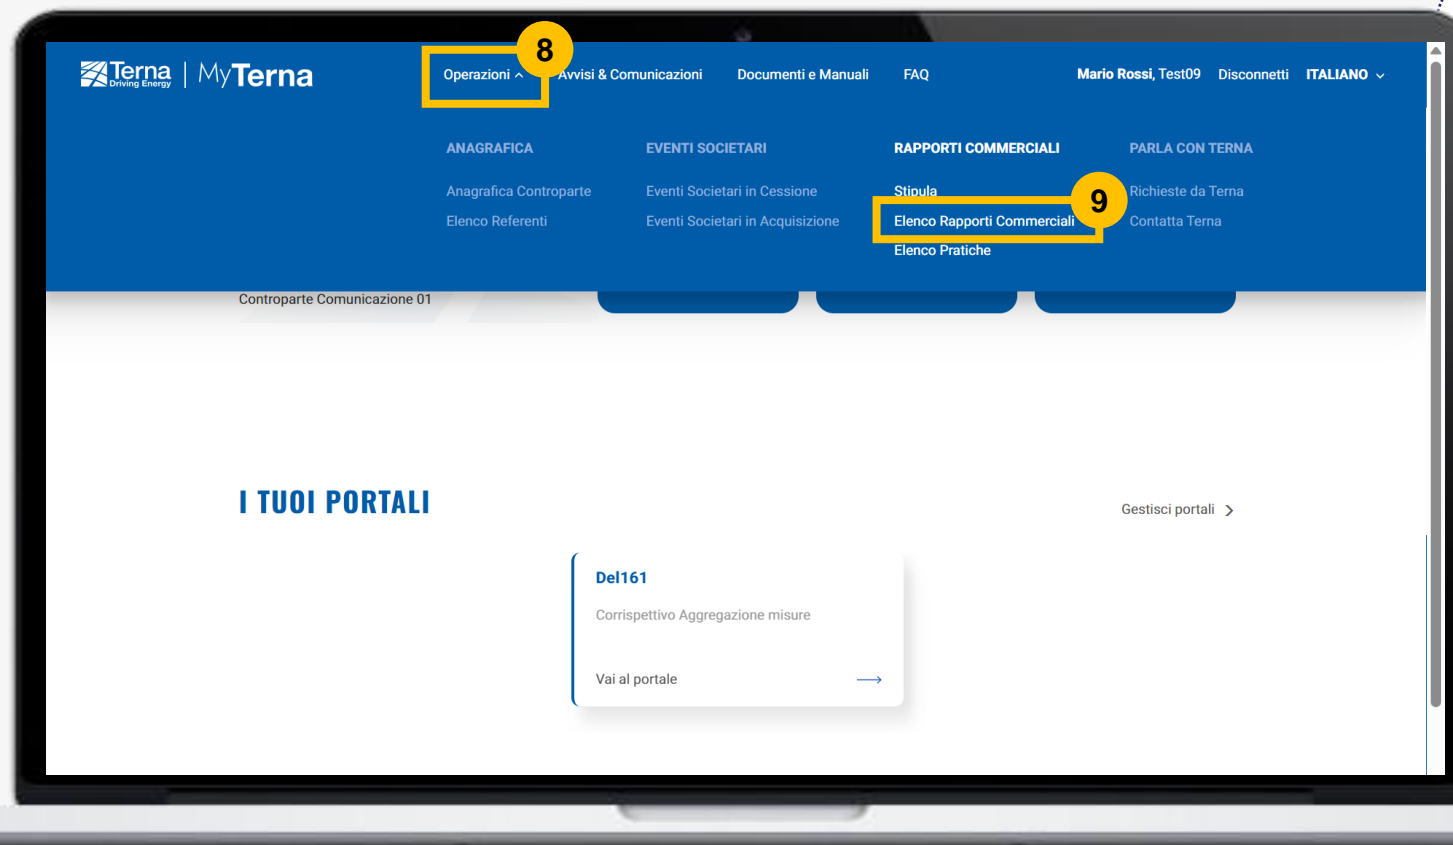 8
Terna
Driving Energy
MyTerna
Operazioni
Avvisi & Comunicazioni
Documenti e Manuali
FAQ
Mario Rossi, Test09
Disconnetti
ITALIANO
ANAGRAFICA
Anagrafica Controparte
Elenco Referenti
EVENTI SOCIETARI
Eventi Societari in Cessione
Eventi Societari in Acquisizione
RAPPORTI COMMERCIALI
Stipula
9
Elenco Rapporti Commerciali
Elenco Pratiche
PARLA CON TERNA
Richieste da Terna
Contatta Terna
Controparte Comunicazione 01
I TUOI PORTALI
Gestisci portali
Del161
Corrispettivo Aggregazione misure
Vai al portale